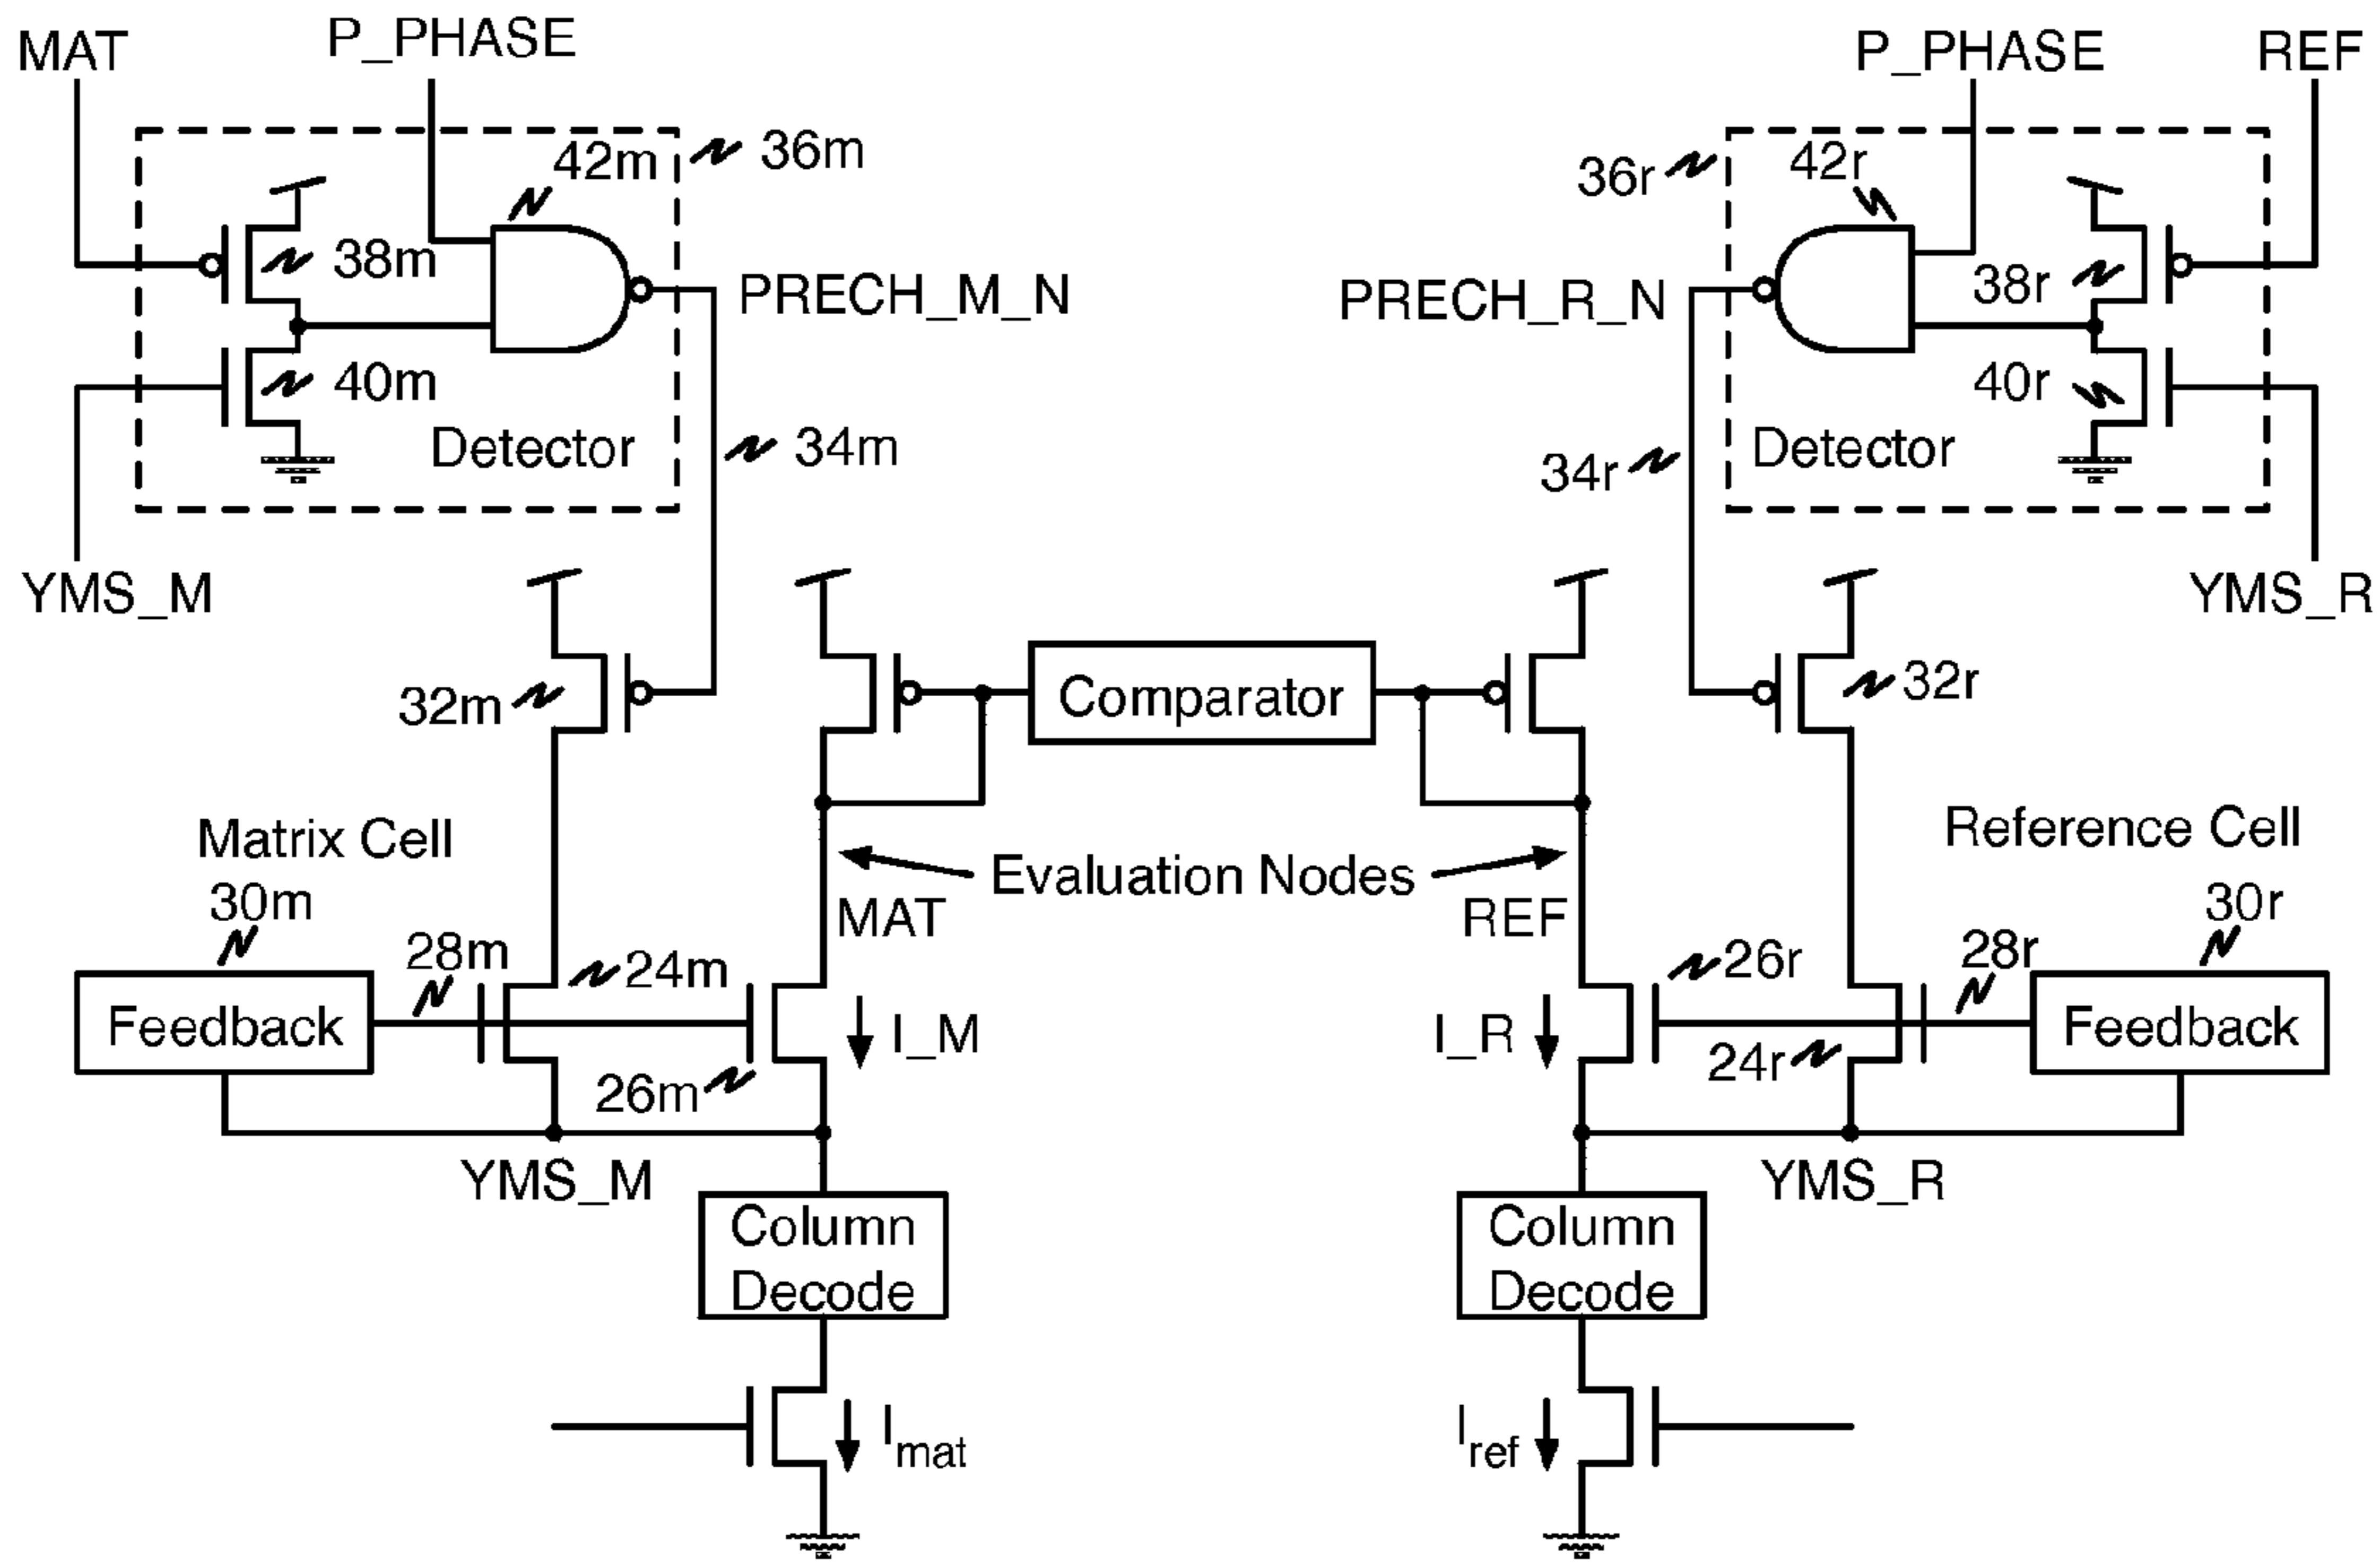 MAT
P_PHASE
P_PHASE
REF
42m
36m
36r
42r
38m
PRECH_M_N
PRECH_R_N
38r
40m
40r
Detector
34m
34r
Detector
YMS_M
YMS_R
32m
Comparator
32r
Matrix Cell
Evaluation Nodes
Reference Cell
30m
MAT
REF
30r
28m
24m
26r
28r
Feedback
I_M
I_R
Feedback
26m
24r
YMS_M
YMS_R
Column
Decode
Column
Decode
Imat
Iref